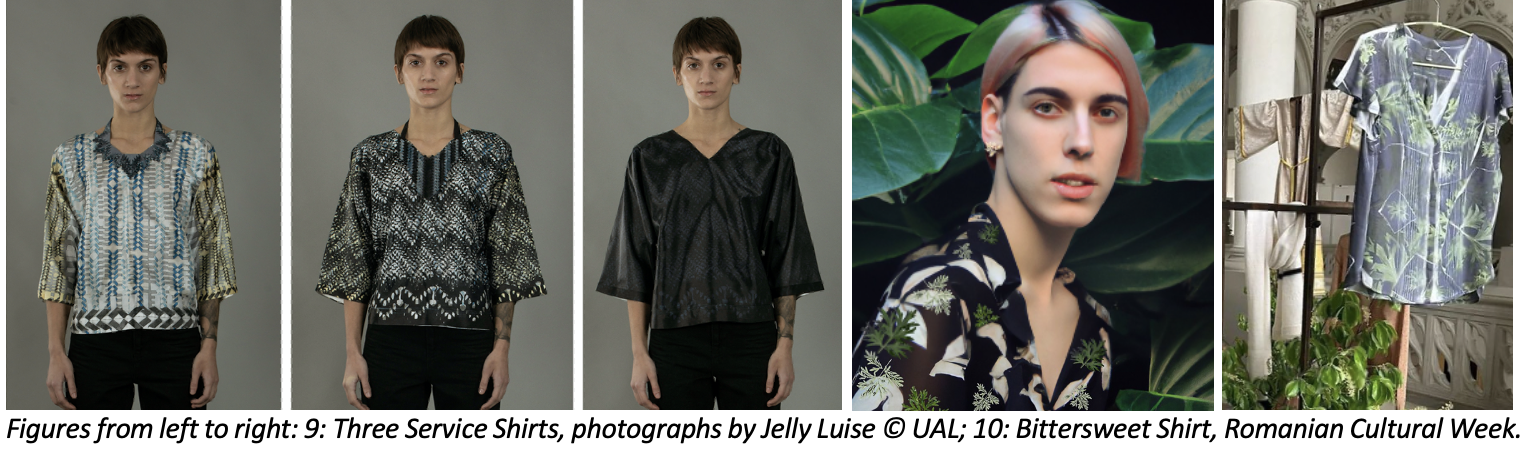 Figures from left to right: 9: Three Service Shirts, photographs by Jelly Luise © UAL; 10: Bittersweet Shirt, Romanian Cultural Week.